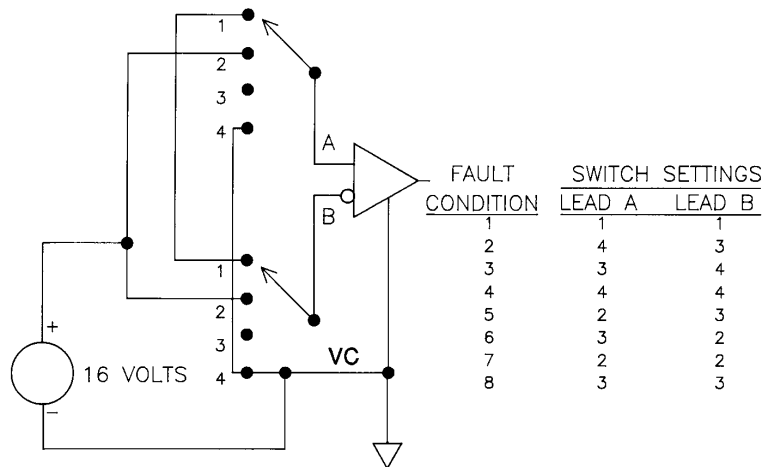 1
2
3
4
A
B
1
2
3
4
+
16 VOLTS
−
VC
FAULT SWITCH SETTINGS
CONDITION LEAD A LEAD B
1 1 1
2 4 3
3 3 4
4 4 4
5 2 3
6 3 2
7 2 2
8 3 3